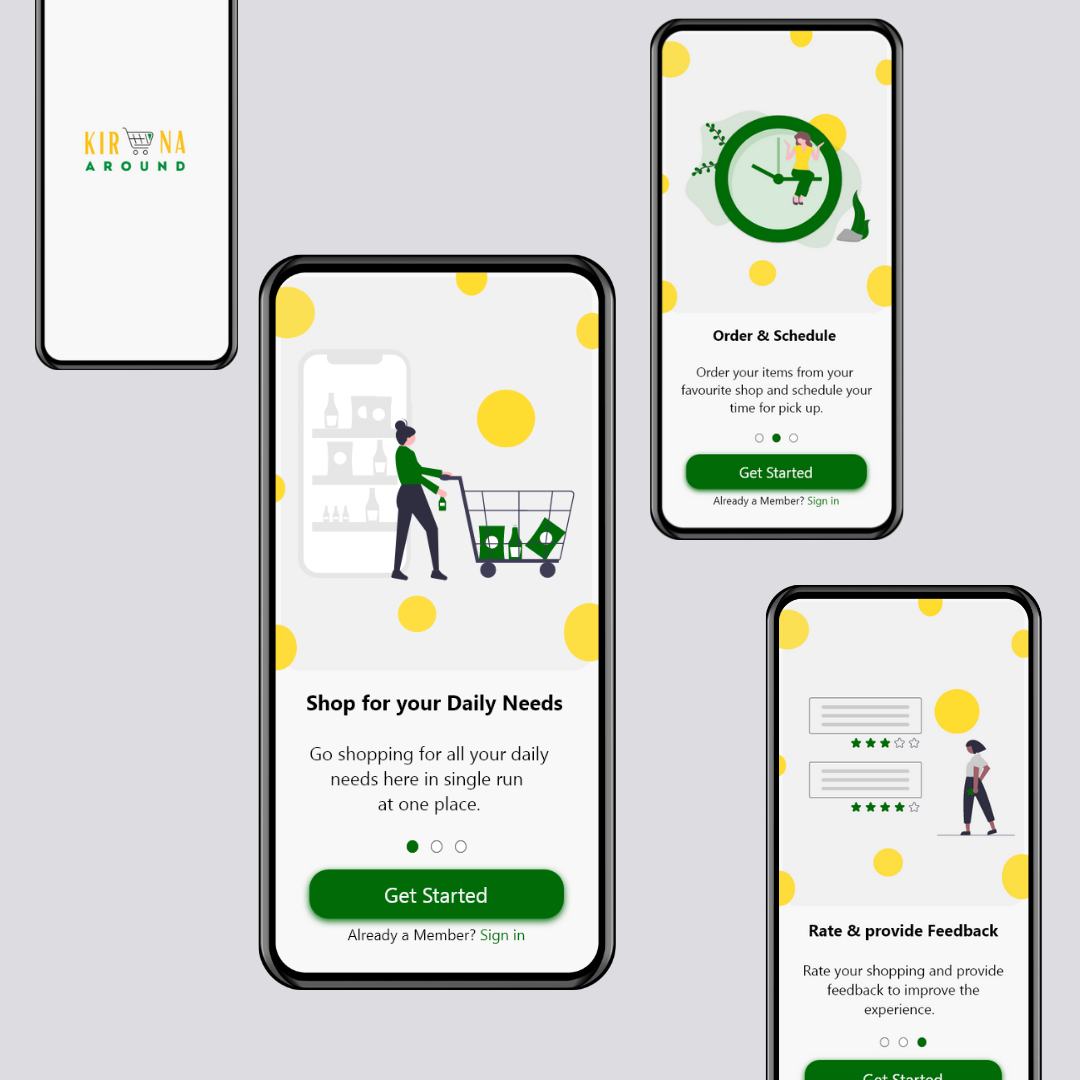 KIR NA
AROUND
Order & Schedule
Order your items from your
favourite shop and schedule your
time for pick up.
Get Started
Already a Member? Sign in
Shop for your Daily Needs
Go shopping for all your daily
needs here in single run
at one place.
Get Started
Already a Member? Sign in
Rate & provide Feedback
Rate your shopping and provide
feedback to improve the
experience.
Get Started